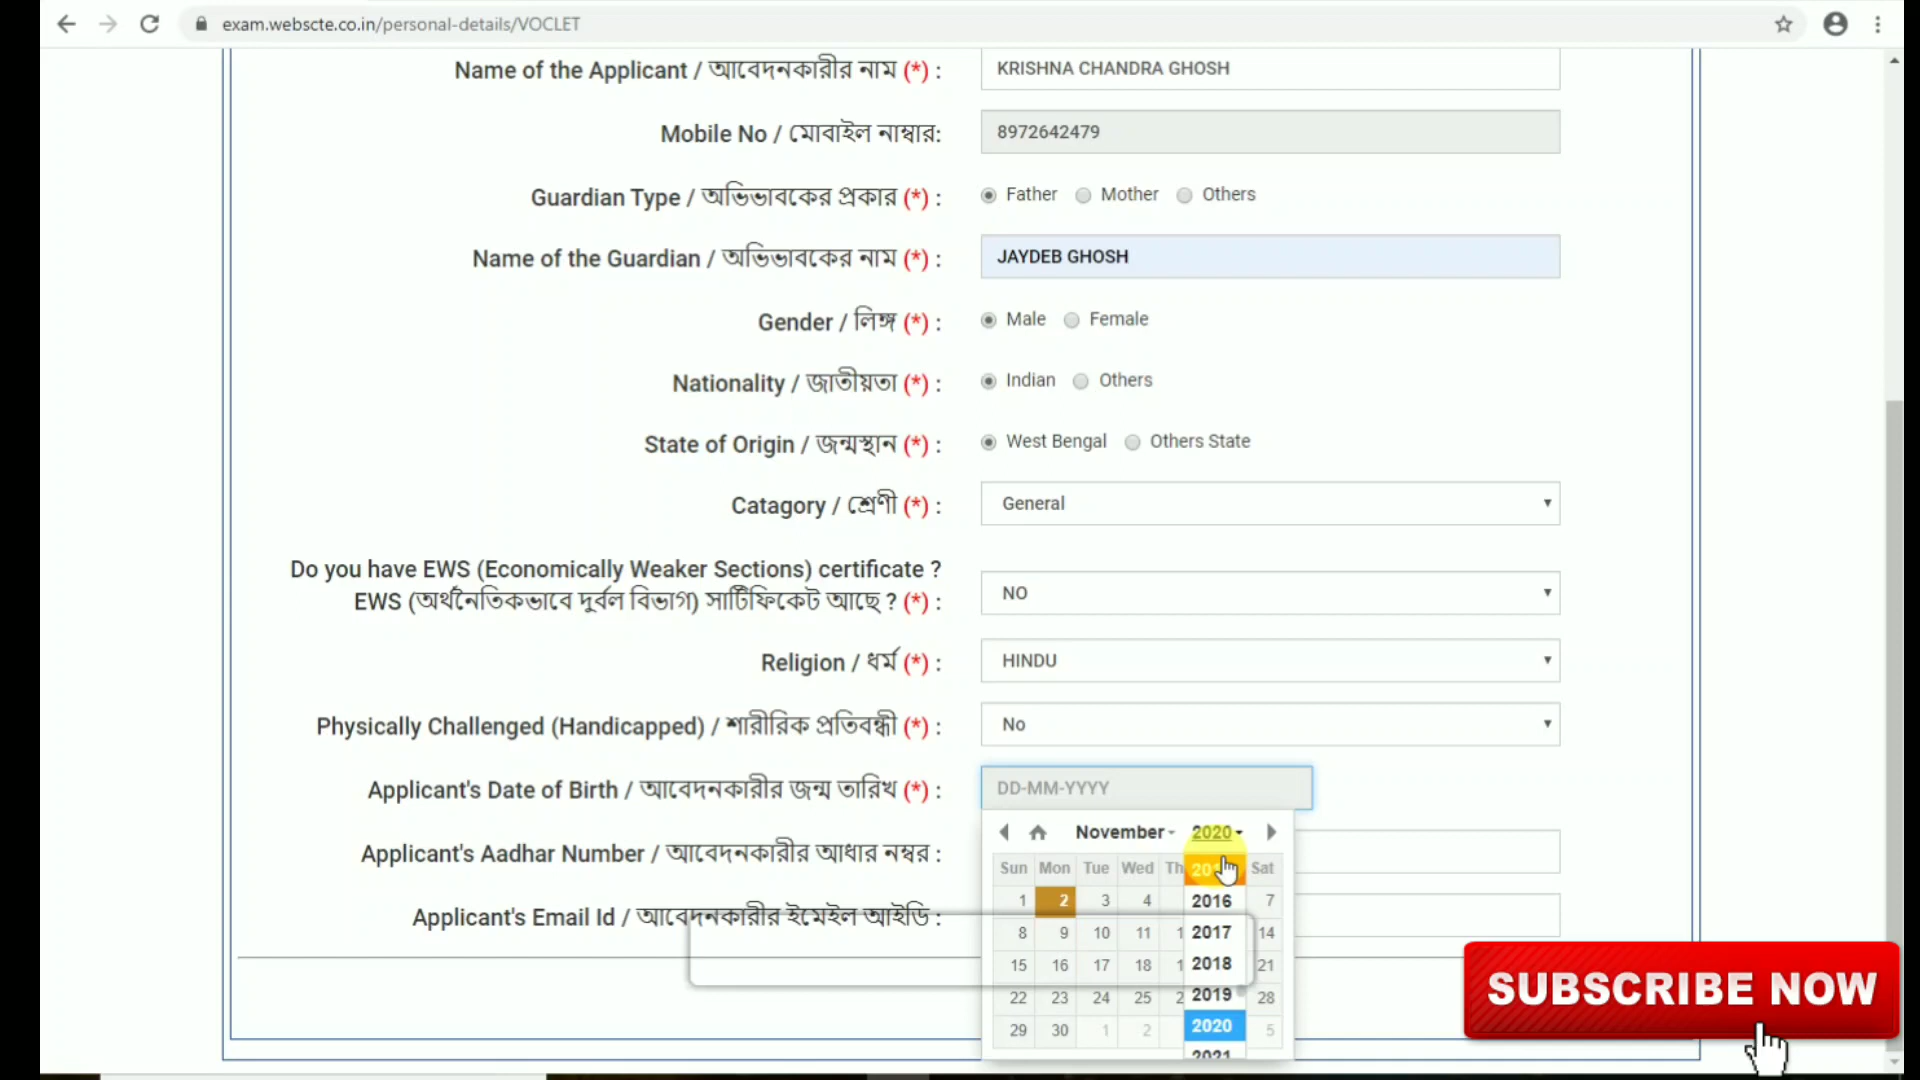 exam.webscte.co.in/personal-details/VOCLET
Name of the Applicant / আবেদনকারীর নাম (*) : KRISHNA CHANDRA GHOSH
Mobile No / মোবাইল নাম্বার: 8972642479
Guardian Type / অভিভাবকের প্রকার (*) : Father Mother Others
Name of the Guardian / অভিভাবকের নাম (*) : JAYDEB GHOSH
Gender / লিঙ্গ (*) : Male Female
Nationality / জাতীয়তা (*) : Indian Others
State of Origin / জন্মস্থান (*) : West Bengal Others State
Catagory / শ্রেণী (*) : General
Do you have EWS (Economically Weaker Sections) certificate ?
EWS (অর্থনৈতিকভাবে দুর্বল বিভাগ) সার্টিফিকেট আছে ? (*) : NO
Religion / ধর্ম (*) : HINDU
Physically Challenged (Handicapped) / শারীরিক প্রতিবন্ধী (*) : No
Applicant's Date of Birth / আবেদনকারীর জন্ম তারিখ (*) : DD-MM-YYYY
November 2020
Applicant's Aadhar Number / আবেদনকারীর আধার নম্বর :
Sun Mon Tue Wed Th Sat
1 2 3 4 2016 7
Applicant's Email Id / আবেদনকারীর ইমেইল আইডি :
8 9 10 11 1 2017 14
15 16 17 18 1 2018 21
22 23 24 25 2 2019 28
29 30 1 2 2020 5
2021
SUBSCRIBE NOW